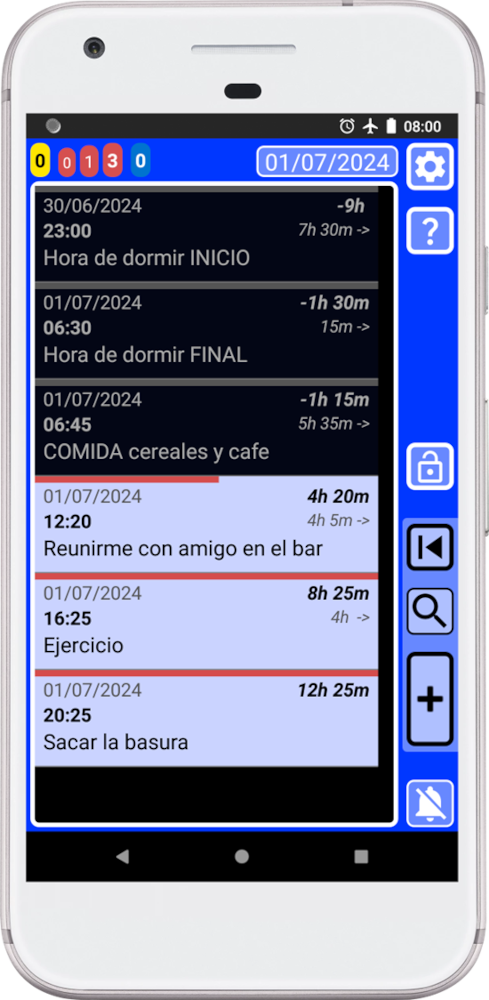 08:00
0 0 1 3 0 01/07/2024
?
30/06/2024 -9h
23:00 7h 30m ->
Hora de dormir INICIO
01/07/2024 -1h 30m
06:30 15m ->
Hora de dormir FINAL
01/07/2024 -1h 15m
06:45 5h 35m ->
COMIDA cereales y cafe
01/07/2024 4h 20m
12:20 4h 5m ->
Reunirme con amigo en el bar
01/07/2024 8h 25m
16:25 4h ->
Ejercicio
01/07/2024 12h 25m
20:25
Sacar la basura
+